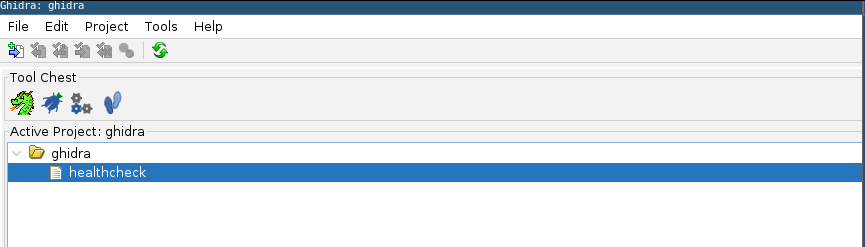 Ghidra: ghidra
File Edit Project Tools Help
Tool Chest
Active Project: ghidra
ghidra
healthcheck